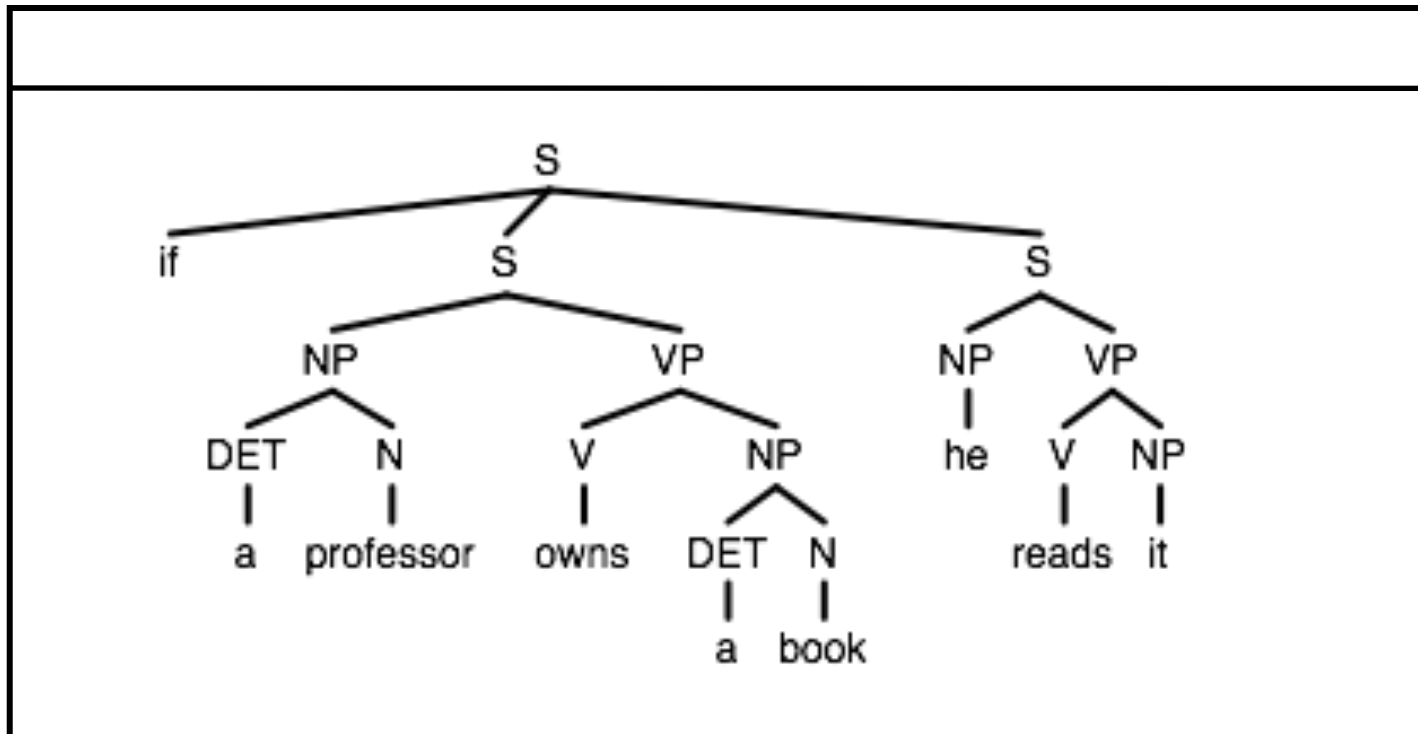 S
if S S
NP VP NP VP
DET N V NP he V NP
a professor owns DET N reads it
a book